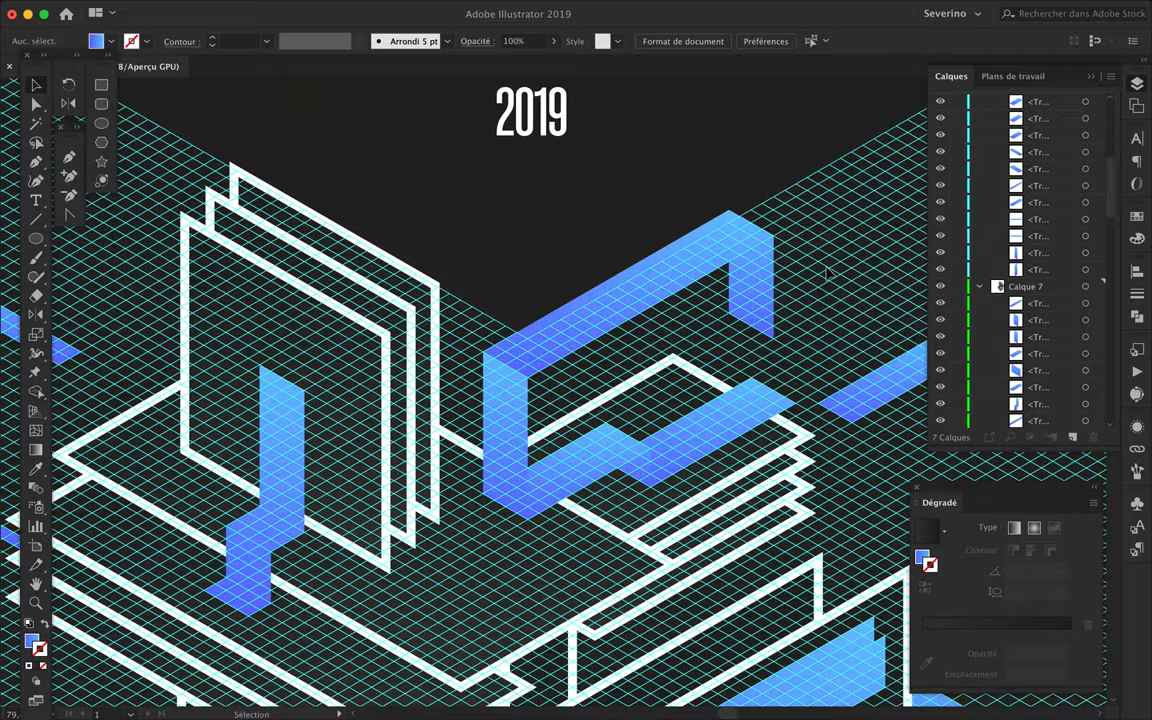 Adobe Illustrator 2019
Severino
Rechercher dans Adobe Stock
Auc. sélect.
Contour :
Arrondi 5 pt
Opacité :
100%
Style
Format de document
Préférences
B/Aperçu GPU)
2019
Calques
Plans de travail
<Tr...
<Tr...
<Tr...
<Tr...
<Tr...
<Tr...
<Tr...
<Tr...
<Tr...
<Tr...
<Tr...
Calque 7
<Tr...
<Tr...
<Tr...
<Tr...
<Tr...
<Tr...
<Tr...
<Tr...
7 Calques
Dégradé
Type :
Contour
Opacité
Emplacement
79,
1
Sélection